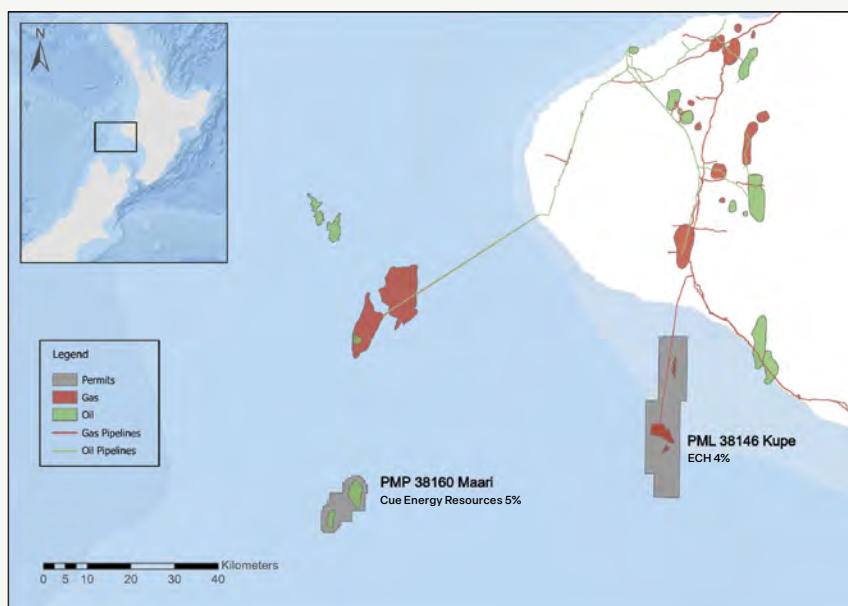 N
Legend
Permits
Gas
Oil
Gas Pipelines
Oil Pipelines
PML 38146 Kupe
ECH 4%
PMP 38160 Maari
Cue Energy Resources 5%
Kilometers
0 5 10 20 30 40